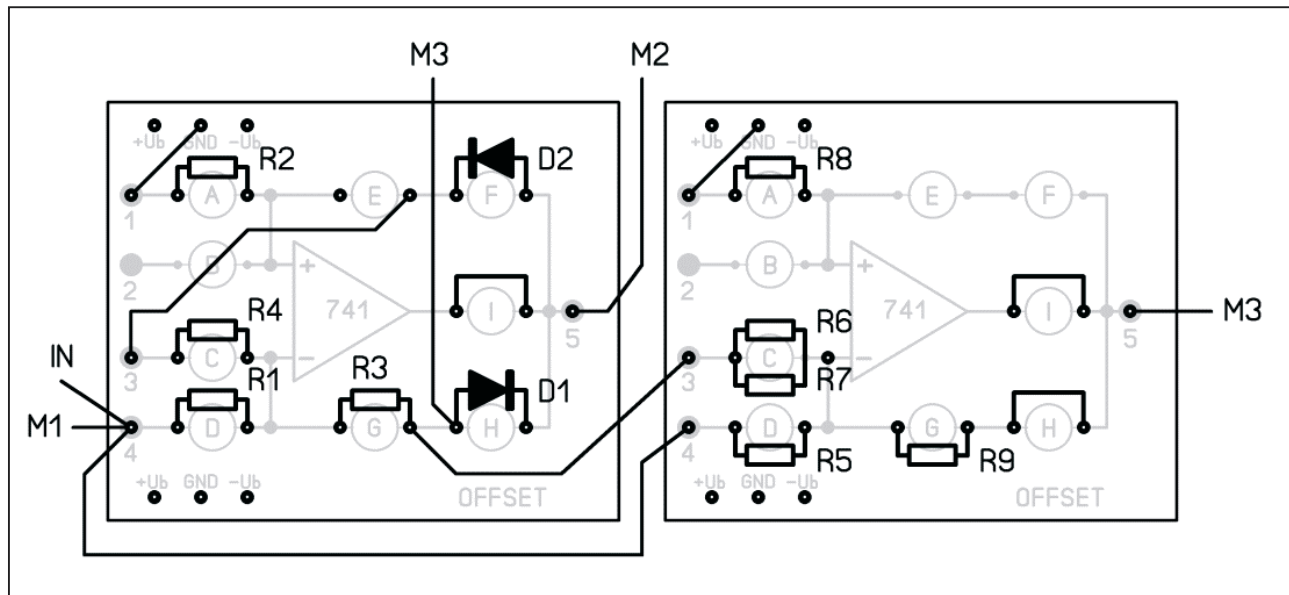 M3
M2
+Ub GND -Ub
R2
D2
A
E
F
1
B
+
2
741
I
5
R4
-
C
3
R1
R3
D1
IN
M1
D
G
H
4
+Ub GND -Ub
OFFSET
+Ub GND -Ub
R8
A
E
F
1
B
+
2
741
I
M3
5
R6
-
C
3
R7
D
G
H
4
R5
R9
+Ub GND -Ub
OFFSET